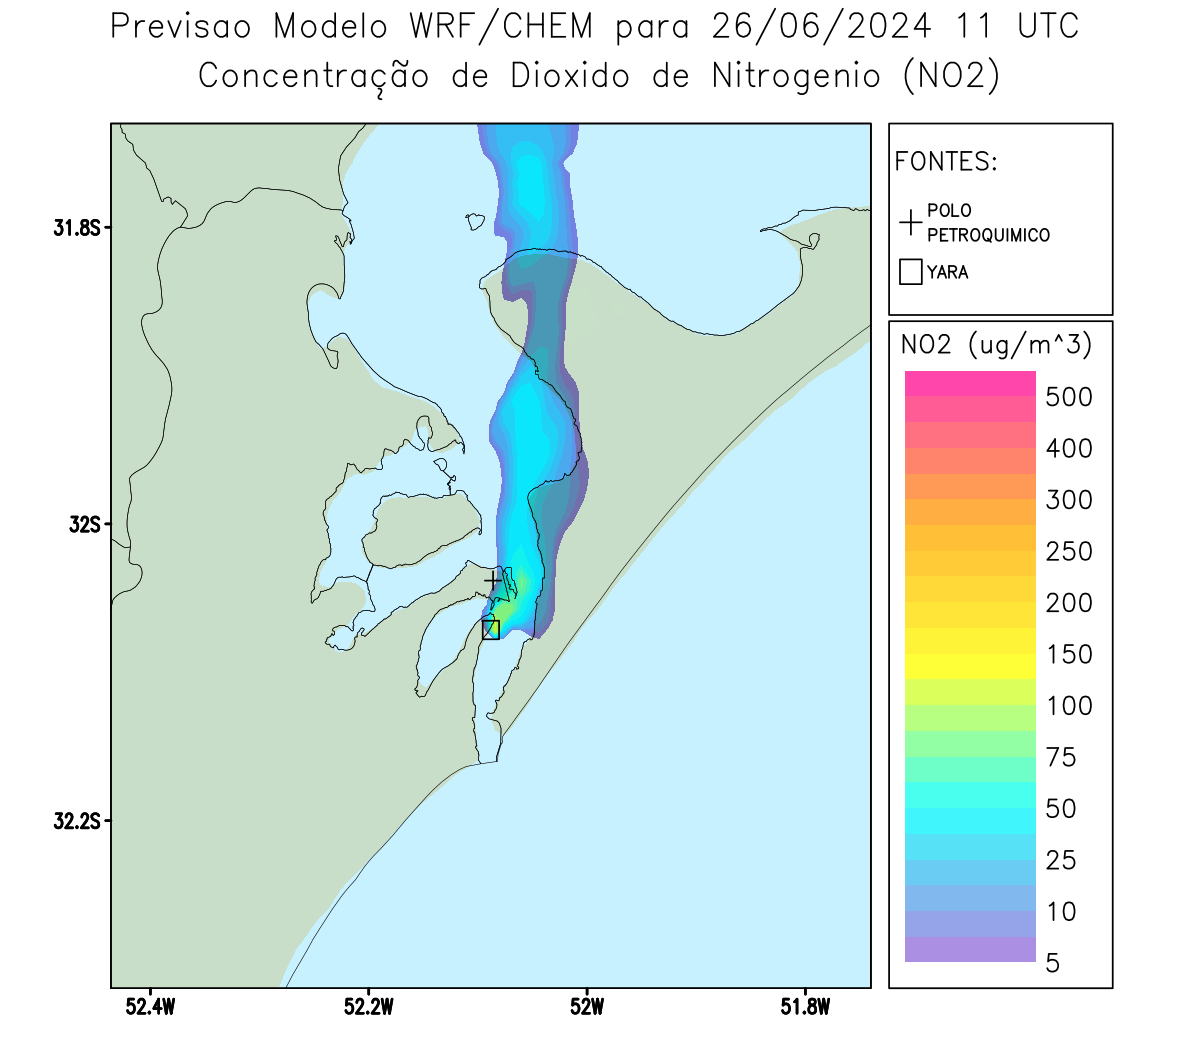 Previsao Modelo WRF/CHEM para 26/06/2024 11 UTC
Concentração de Dioxido de Nitrogenio (NO2)
FONTES:
POLO
PETROQUIMICO
YARA
NO2 (ug/m^3)
500
400
300
250
200
150
100
75
50
25
10
5
31.8S
32S
32.2S
52.4W
52.2W
52W
51.8W